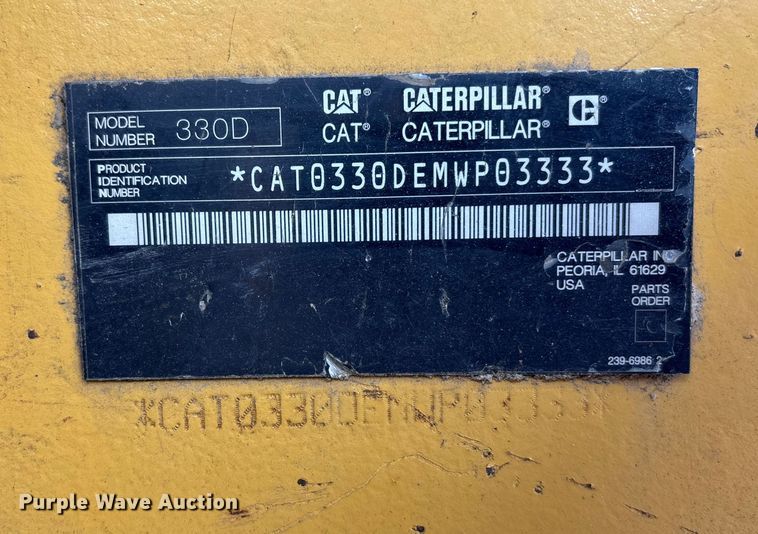 CAT® CATERPILLAR® C®
CAT® CATERPILLAR®
MODEL NUMBER 330D
PRODUCT IDENTIFICATION NUMBER *CAT0330DEMWP03333*
CATERPILLAR INC
PEORIA, IL 61629
USA
PARTS
ORDER
239-6986 2
*CAT0330DEMWP03333*
Purple Wave Auction